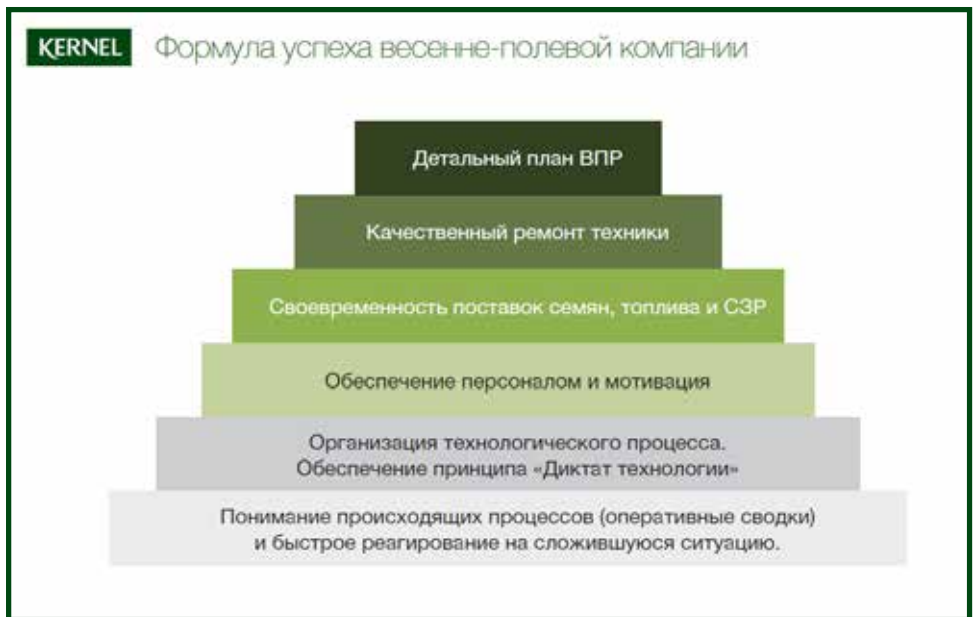 KERNEL
Формула успеха весенне-полевой компании
Детальный план ВПР
Качественный ремонт техники
Своевременность поставок семян, топлива и СЗР
Обеспечение персоналом и мотивация
Организация технологического процесса.
Обеспечение принципа «Диктат технологии»
Понимание происходящих процессов (оперативные сводки)
и быстрое реагирование на сложившуюся ситуацию.